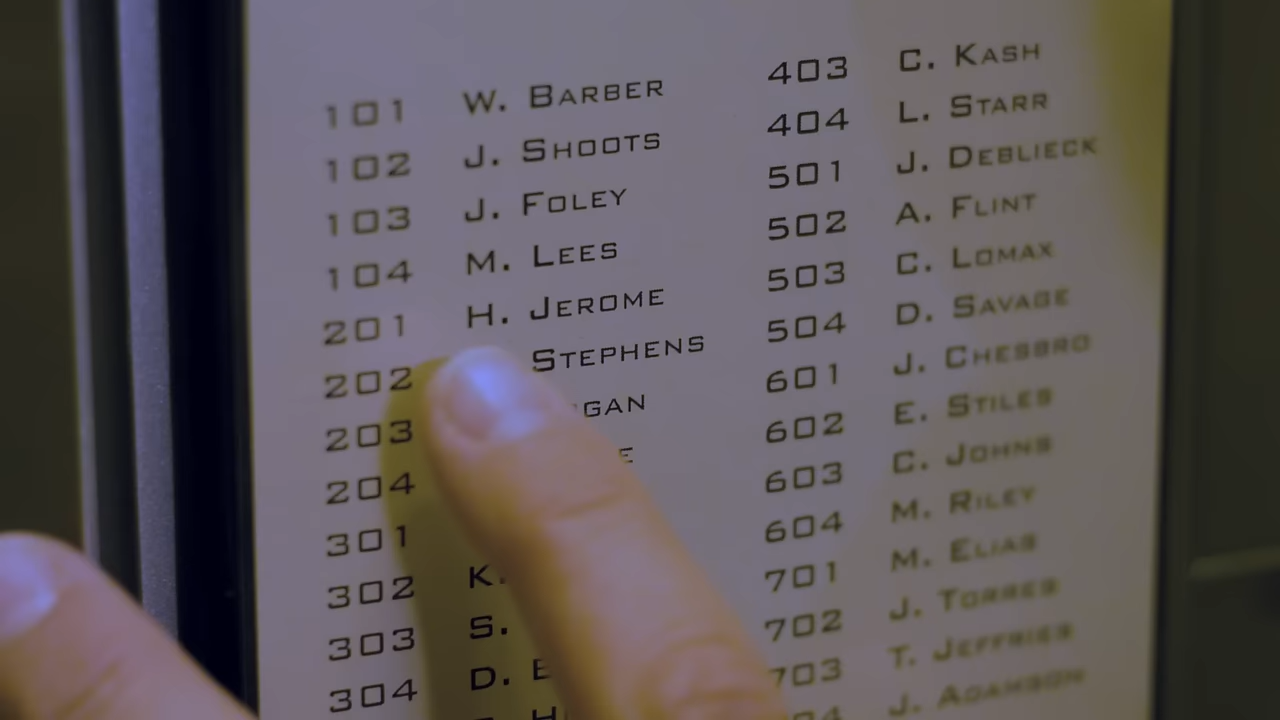 101 W. Barber
102 J. Shoots
103 J. Foley
104 M. Lees
201 H. Jerome
202 Stephens
203
204
301
302 K.
303 S.
304 D.
403 C. Kash
404 L. Starr
501 J. Deblieck
502 A. Flint
503 C. Lomax
504 D. Savage
601 J. Chesbro
602 E. Stiles
603 C. Johns
604 M. Riley
701 M. Elias
702 J. Torres
703 T. Jeffries
J. Adamson